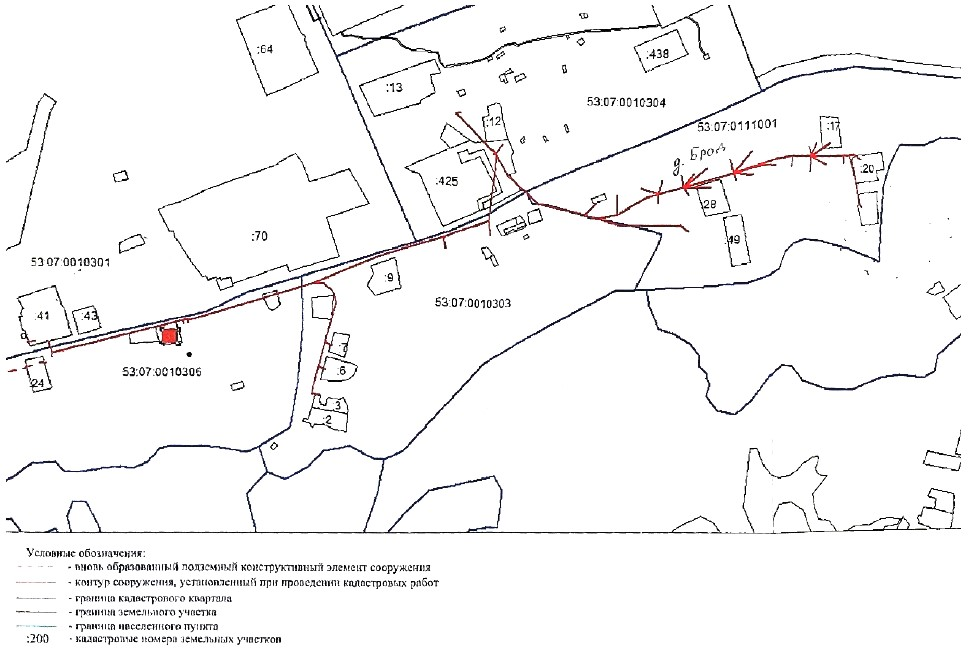 :64
:438
:13
53:07:0010304
:12
53:07:0111001
:17
д. Брод
:20
:425
28
:49
:70
53:07:0010301
:9
53:07:0010303
:41
:43
:6
53:07:0010306
24
3
:2
Условные обозначения:
- вновь образованный подземный конструктивный элемент сооружения
- контур сооружения, установленный при проведении кадастровых работ
- граница кадастрового квартала
- граница земельного участка
- граница населенного пункта
:200 - кадастровые номера земельных участков